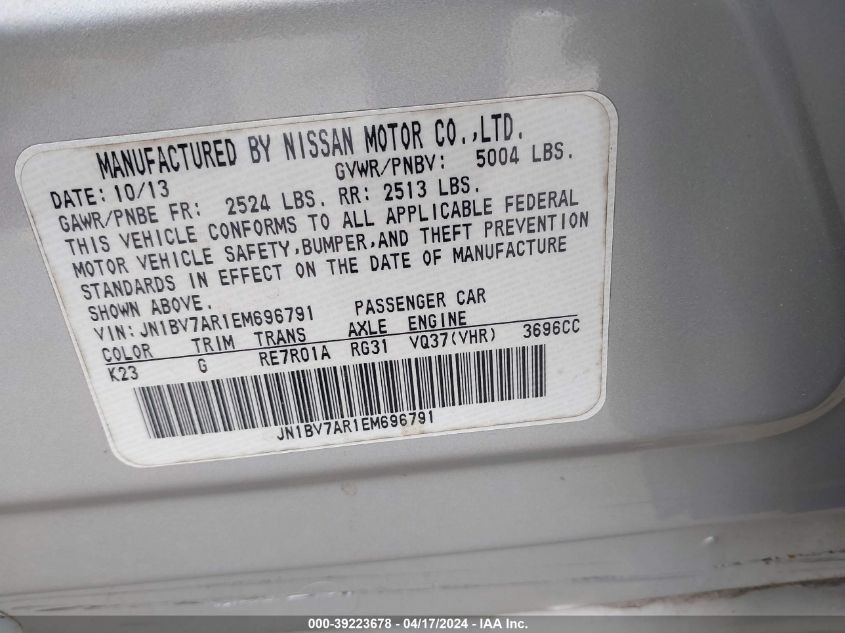 MANUFACTURED BY NISSAN MOTOR CO.,LTD.
DATE: 10/13 GVWR/PNBV: 5004 LBS.
GAWR/PNBE FR: 2524 LBS. RR: 2513 LBS.
THIS VEHICLE CONFORMS TO ALL APPLICABLE FEDERAL
MOTOR VEHICLE SAFETY,BUMPER,AND THEFT PREVENTION
STANDARDS IN EFFECT ON THE DATE OF MANUFACTURE
SHOWN ABOVE.
VIN: JN1BV7AR1EM696791 PASSENGER CAR
COLOR TRIM TRANS AXLE ENGINE
K23 G RE7R01A RG31 VQ37(VHR) 3696CC
JN1BV7AR1EM696791
000-39223678 - 04/17/2024 - IAA Inc.